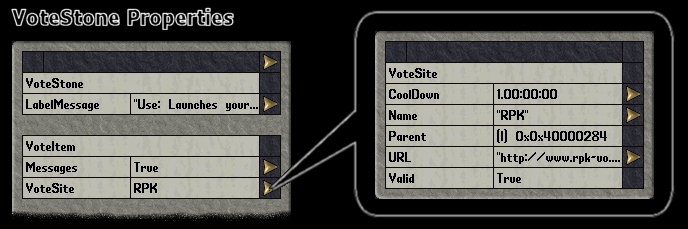 VoteStone Properties
VoteStone
LabelMessage "Use: Launches your...
VoteItem
Messages True
VoteSite RPK
VoteSite
CoolDown 1.00:00:00
Name "RPK"
Parent (I) 0x0x40000284
URL "http://www.rpk-uo....
Valid True